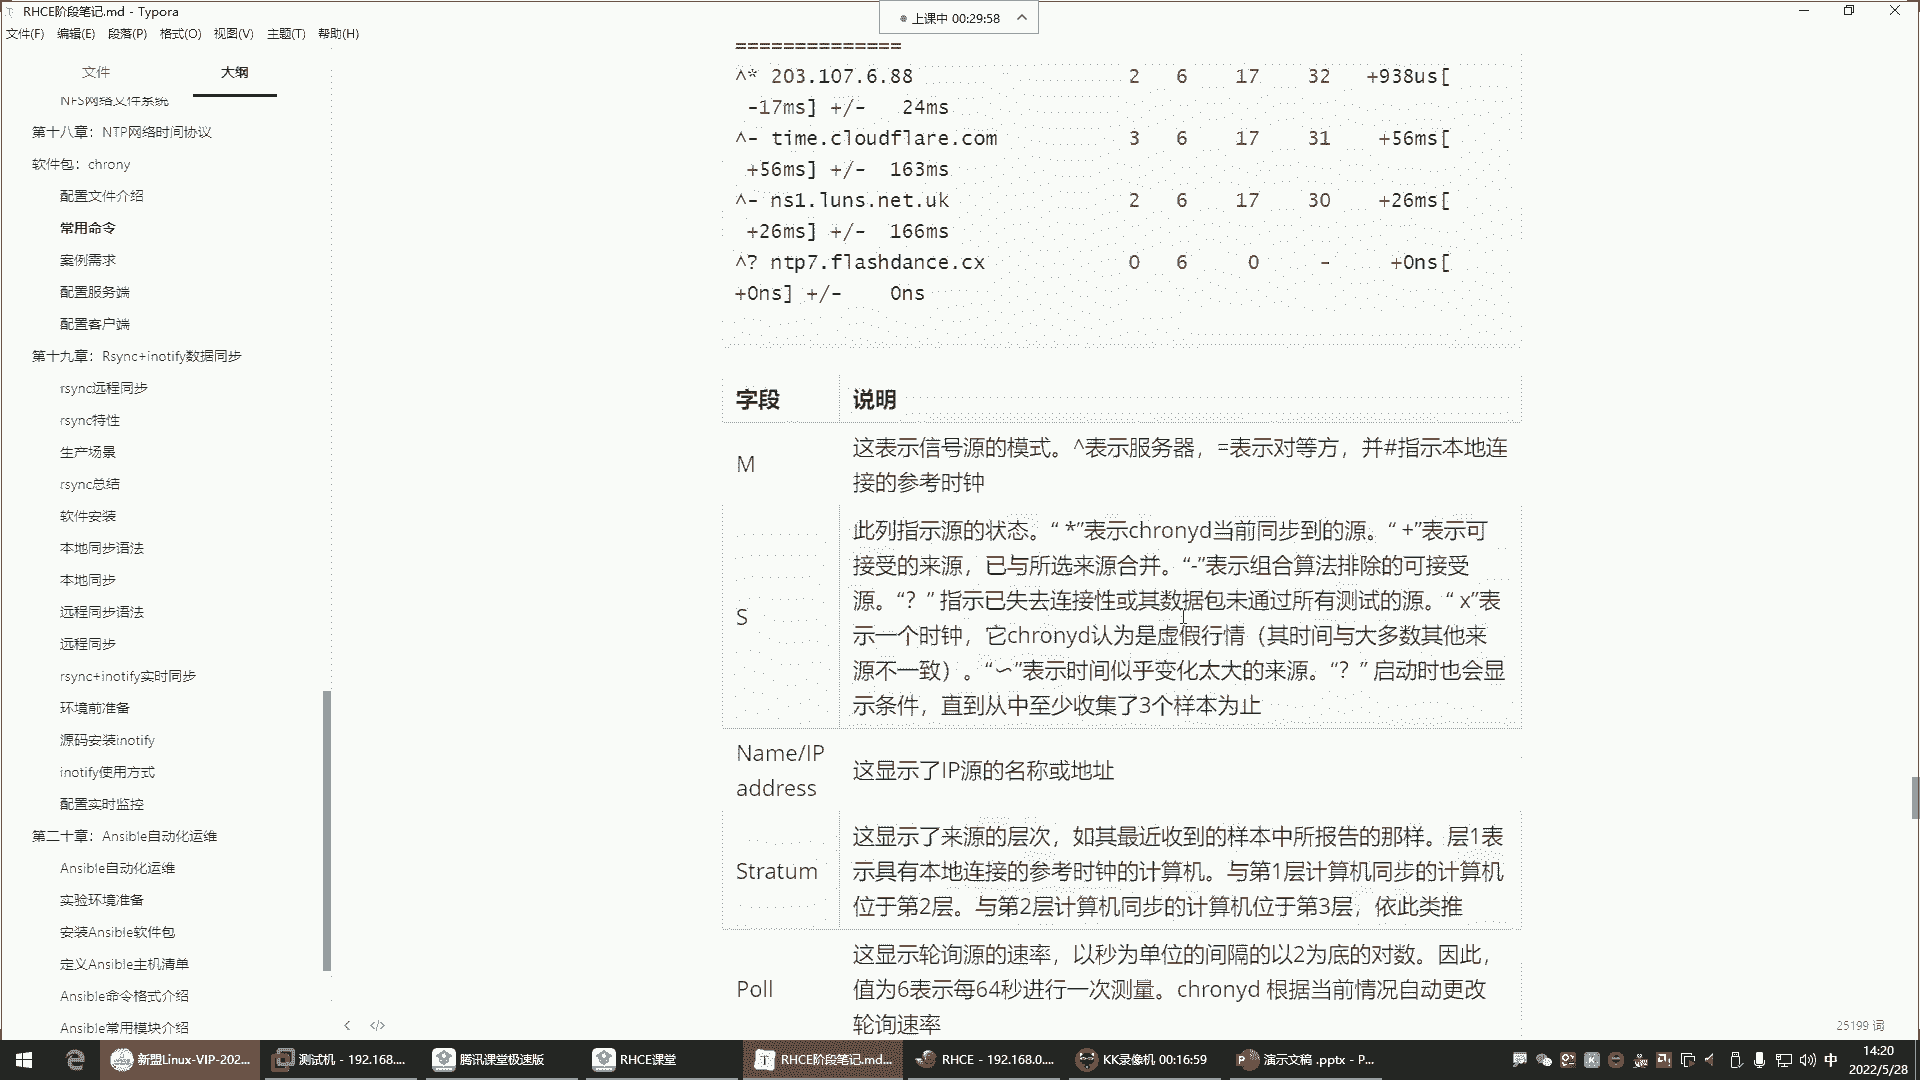 RHCE阶段笔记.md - Typora
上课中 00:29:58
文件(F) 编辑(E) 段落(P) 格式(O) 视图(V) 主题(T) 帮助(H)
文件 大纲
NFS网络文件系统
第十八章：NTP网络时间协议
软件包：chrony
配置文件介绍
常用命令
案例需求
配置服务端
配置客户端
第十九章：Rsync+inotify数据同步
rsync远程同步
rsync特性
生产场景
rsync总结
软件安装
本地同步语法
本地同步
远程同步语法
远程同步
rsync+inotify实时同步
环境前准备
源码安装inotify
inotify使用方式
配置实时监控
第二十章：Ansible自动化运维
Ansible自动化运维
实验环境准备
安装Ansible软件包
定义Ansible主机清单
Ansible命令格式介绍
Ansible常用模块介绍
==============
^* 203.107.6.88 2 6 17 32 +938us[
-17ms] +/- 24ms
^- time.cloudflare.com 3 6 17 31 +56ms[
+56ms] +/- 163ms
^- ns1.luns.net.uk 2 6 17 30 +26ms[
+26ms] +/- 166ms
^? ntp7.flashdance.cx 0 6 0 - +0ns[
+0ns] +/- 0ns
字段 说明
M
这表示信号源的模式。^表示服务器，=表示对等方，并#指示本地连
接的参考时钟
S
此列指示源的状态。“ *”表示chronyd当前同步到的源。“ +”表示可
接受的来源，已与所选来源合并。“-”表示组合算法排除的可接受
源。“？” 指示已失去连接性或其数据包未通过所有测试的源。“ x”表
示一个时钟，它chronyd认为是虚假行情（其时间与大多数其他来
源不一致）。“〜”表示时间似乎变化太大的来源。“？” 启动时也会显
示条件，直到从中至少收集了3个样本为止
Name/IP
address
这显示了IP源的名称或地址
Stratum
这显示了来源的层次，如其最近收到的样本中所报告的那样。层1表
示具有本地连接的参考时钟的计算机。与第1层计算机同步的计算机
位于第2层。与第2层计算机同步的计算机位于第3层，依此类推
Poll
这显示轮询源的速率，以秒为单位的间隔的以2为底的对数。因此，
值为6表示每64秒进行一次测量。chronyd 根据当前情况自动更改
轮询速率
25199 词
新盟Linux-VIP-202... 测试机 - 192.168.... 腾讯课堂极速版 RHCE课堂 RHCE阶段笔记.md... RHCE - 192.168.0.... KK录像机 00:16:59 演示文稿 .pptx - P... 中 14:20
2022/5/28